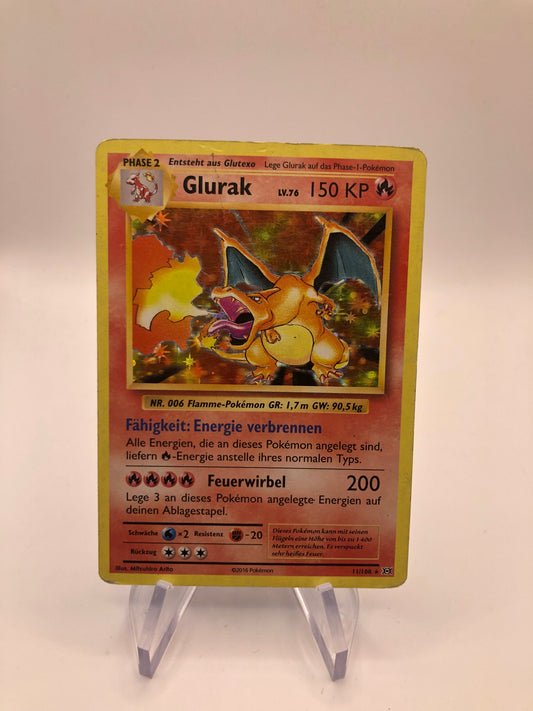 PHASE 2 Entsteht aus Glutexo Lege Glurak auf das Phase-1-Pokémon
Glurak LV.76 150 KP
NR. 006 Flamme-Pokémon GR: 1,7 m GW: 90,5 kg
Fähigkeit: Energie verbrennen
Alle Energien, die an dieses Pokémon angelegt sind,
liefern -Energie anstelle ihres normalen Typs.
Feuerwirbel 200
Lege 3 an dieses Pokémon angelegte Energien auf
deinen Ablagestapel.
Schwäche ×2 Resistenz -20
Rückzug
Dieses Pokémon kann mit seinen
Flügeln eine Höhe von bis zu 1 400
Metern erreichen. Es verspuckt
sehr heißes Feuer.
Illus. Mitsuhiro Arita ©2016 Pokémon 11/108 ★